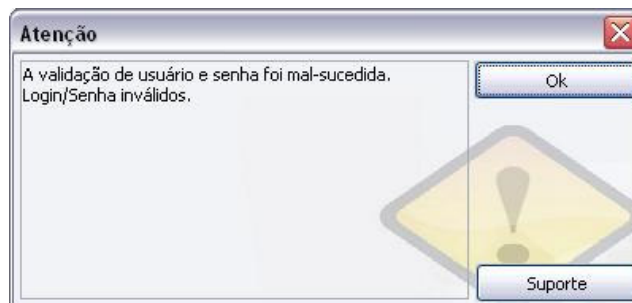 Atenção
A validação de usuário e senha foi mal-sucedida.
Login/Senha inválidos.
Ok
Suporte